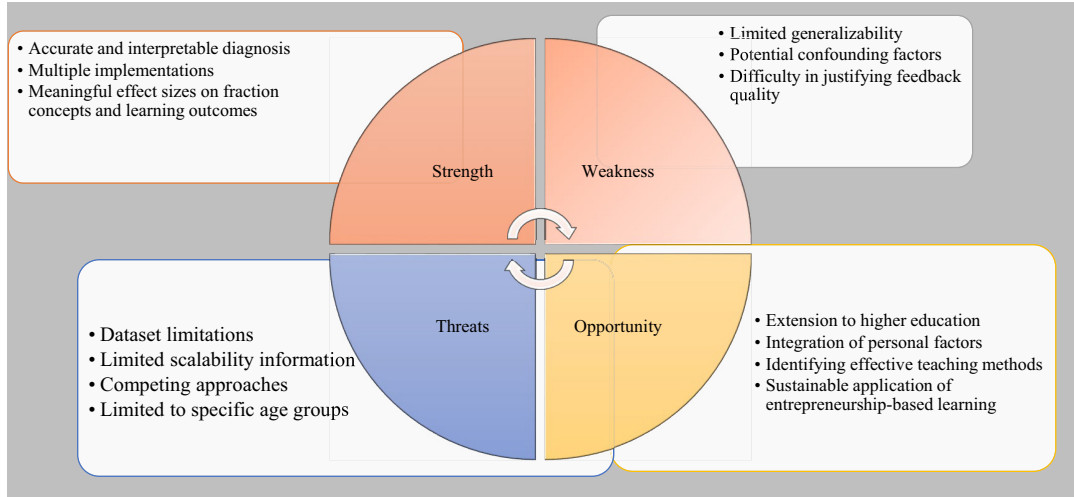 • Accurate and interpretable diagnosis
• Multiple implementations
• Meaningful effect sizes on fraction
concepts and learning outcomes
• Limited generalizability
• Potential confounding factors
• Difficulty in justifying feedback
quality
Strength
Weakness
Threats
Opportunity
• Dataset limitations
• Limited scalability information
• Competing approaches
• Limited to specific age groups
• Extension to higher education
• Integration of personal factors
• Identifying effective teaching methods
• Sustainable application of
entrepreneurship-based learning